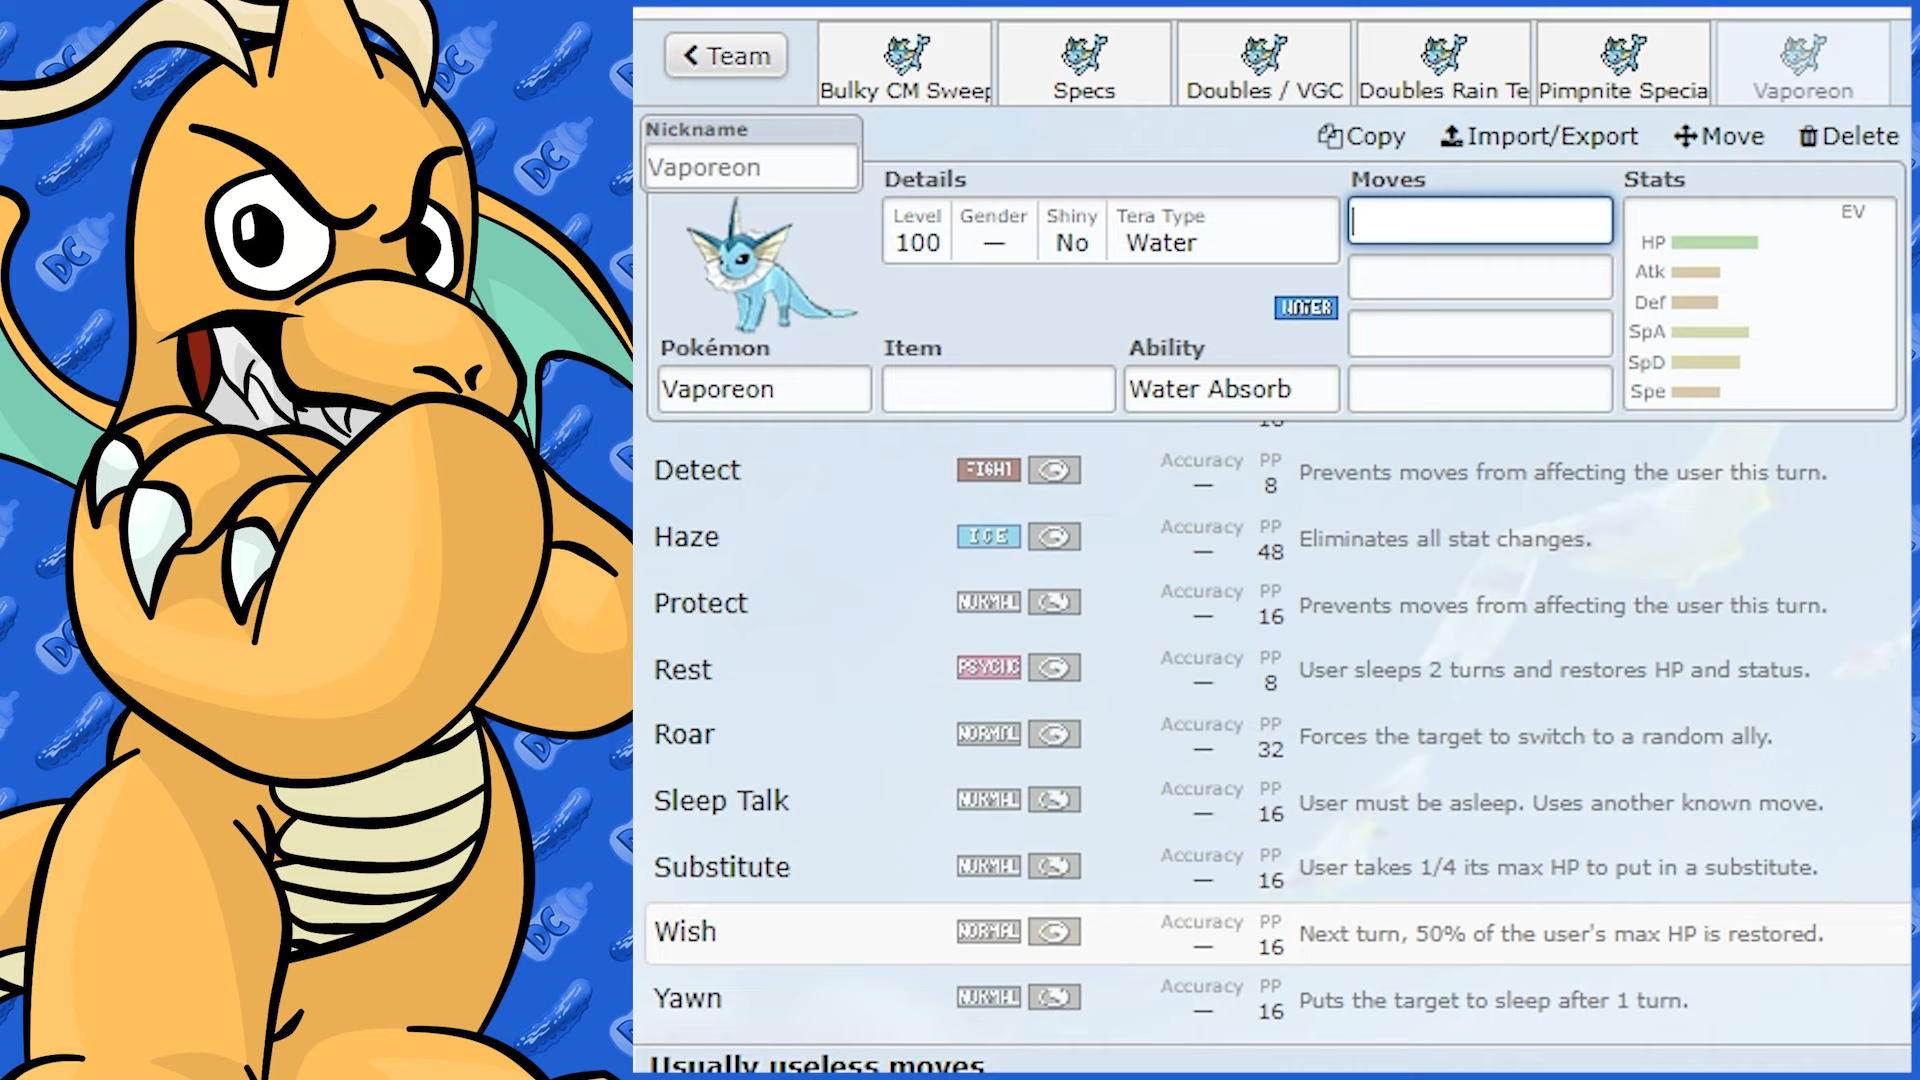 Team
Bulky CM Sweep
Specs
Doubles / VGC
Doubles Rain Te
Pimpnite Specia
Vaporeon
Copy
Import/Export
Move
Delete
Nickname
Vaporeon
Details
Moves
Stats
Level
100
Gender
—
Shiny
No
Tera Type
Water
EV
HP
Atk
Def
SpA
SpD
Spe
WATER
Pokémon
Item
Ability
Vaporeon
Water Absorb
Detect FIGHT Accuracy — PP 8 Prevents moves from affecting the user this turn.
Haze ICE Accuracy — PP 48 Eliminates all stat changes.
Protect NORMAL Accuracy — PP 16 Prevents moves from affecting the user this turn.
Rest PSYCHC Accuracy — PP 8 User sleeps 2 turns and restores HP and status.
Roar NORMAL Accuracy — PP 32 Forces the target to switch to a random ally.
Sleep Talk NORMAL Accuracy — PP 16 User must be asleep. Uses another known move.
Substitute NORMAL Accuracy — PP 16 User takes 1/4 its max HP to put in a substitute.
Wish NORMAL Accuracy — PP 16 Next turn, 50% of the user's max HP is restored.
Yawn NORMAL Accuracy — PP 16 Puts the target to sleep after 1 turn.
Usually useless moves
DC
DC
DC
DC
DC
DC
DC